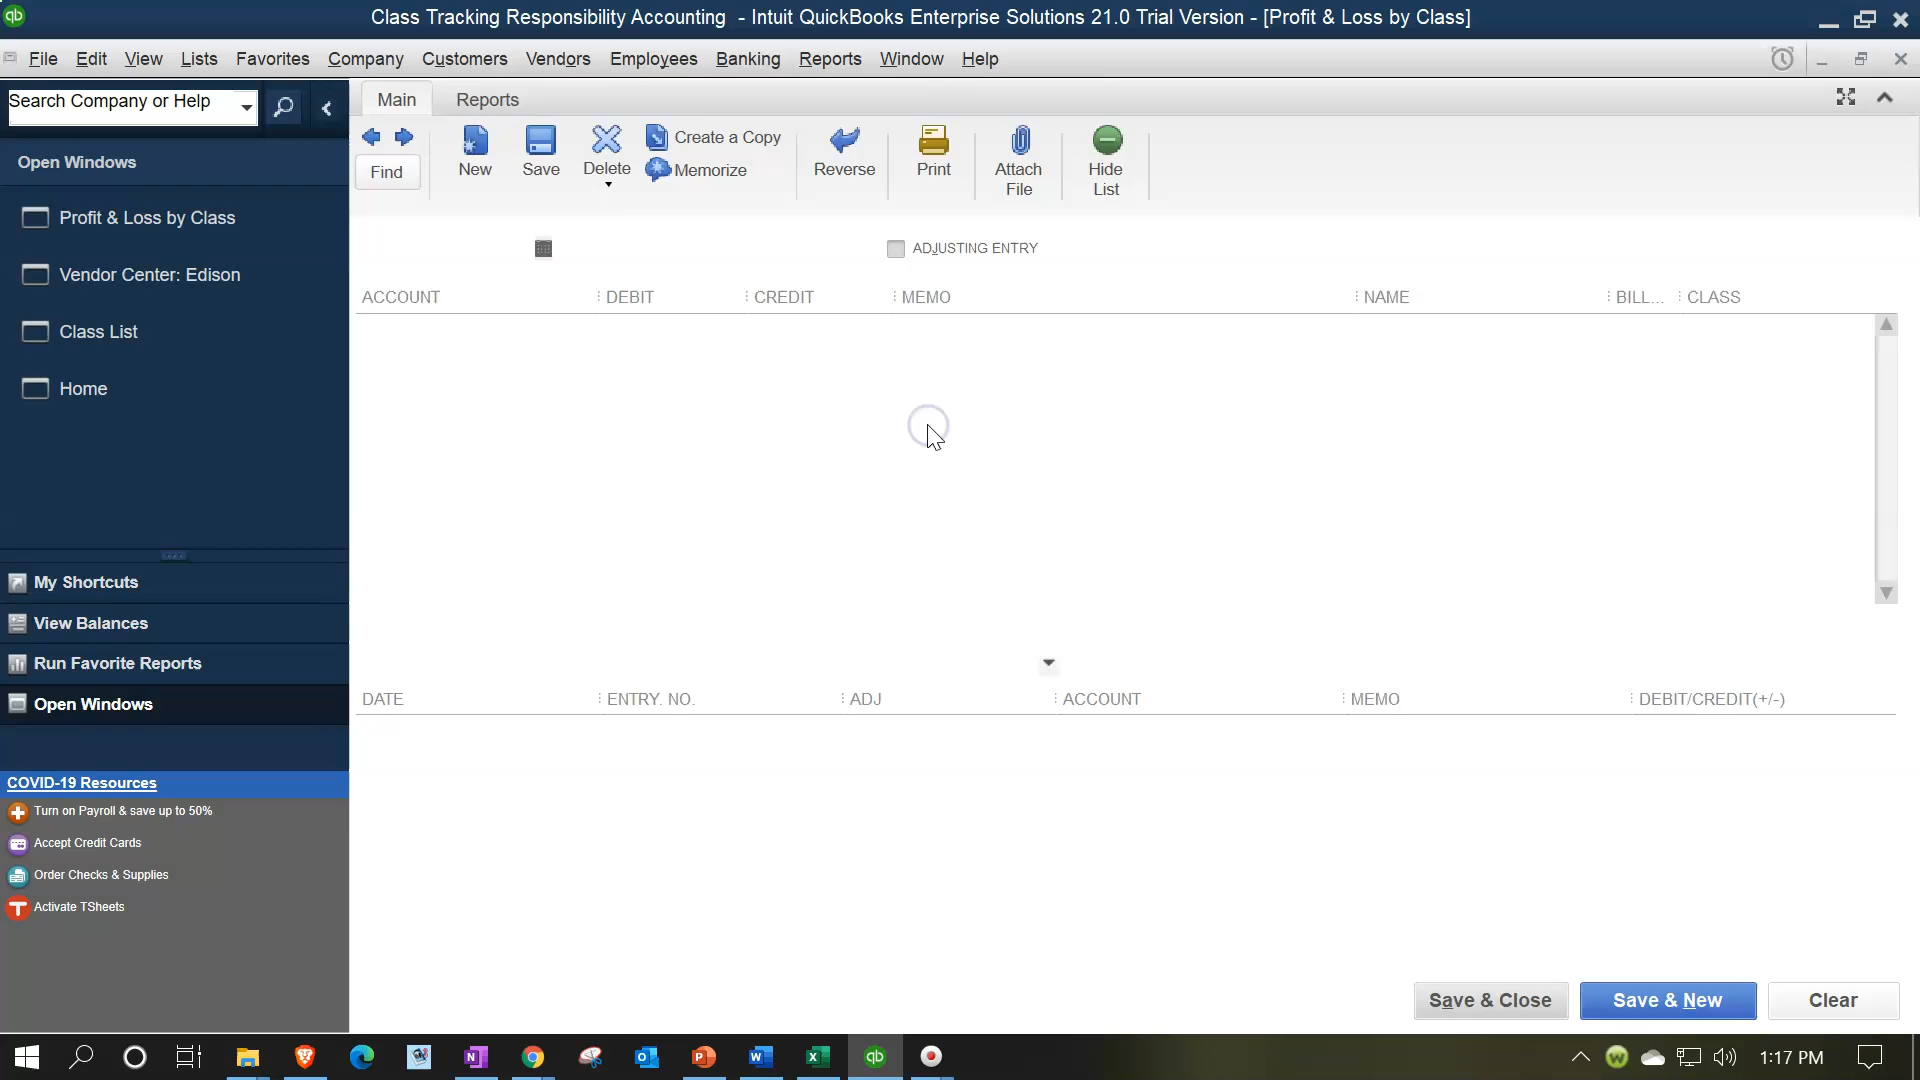 qb
Class Tracking Responsibility Accounting - Intuit QuickBooks Enterprise Solutions 21.0 Trial Version - [Profit & Loss by Class]
File Edit View Lists Favorites Company Customers Vendors Employees Banking Reports Window Help
Search Company or Help
Main Reports
Find
New
Save
Delete
Create a Copy
Memorize
Reverse
Print
Attach File
Hide List
Open Windows
Profit & Loss by Class
Vendor Center: Edison
Class List
Home
ADJUSTING ENTRY
ACCOUNT DEBIT CREDIT MEMO NAME BILL... CLASS
My Shortcuts
View Balances
Run Favorite Reports
Open Windows
DATE ENTRY. NO. ADJ ACCOUNT MEMO DEBIT/CREDIT(+/-)
COVID-19 Resources
Turn on Payroll & save up to 50%
Accept Credit Cards
Order Checks & Supplies
Activate TSheets
Save & Close Save & New Clear
1:17 PM